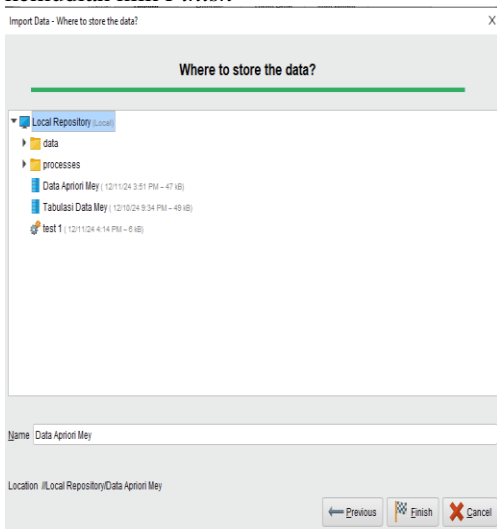 Import Data - Where to store the data? X
Where to store the data?
Local Repository (Local)
data
processes
Data Apriori Mey ( 12/11/24 3:51 PM – 47 kB)
Tabulasi Data Mey ( 12/10/24 9:34 PM – 49 kB)
test 1 ( 12/11/24 4:14 PM – 6 kB)
Name Data Apriori Mey
Location //Local Repository/Data Apriori Mey
Previous Finish Cancel